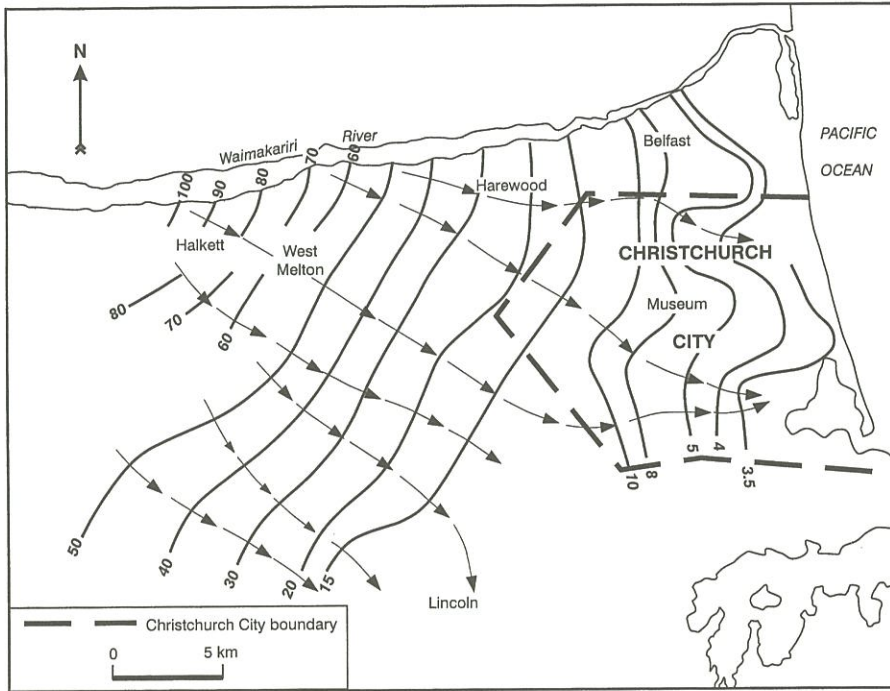 N
PACIFIC
OCEAN
Waimakariri
River
Belfast
100
90
80
70
60
Harewood
Halkett
West
Melton
CHRISTCHURCH
80
70
60
Museum
CITY
50
40
30
20
15
10
8
5
4
3.5
Lincoln
Christchurch City boundary
0
5 km